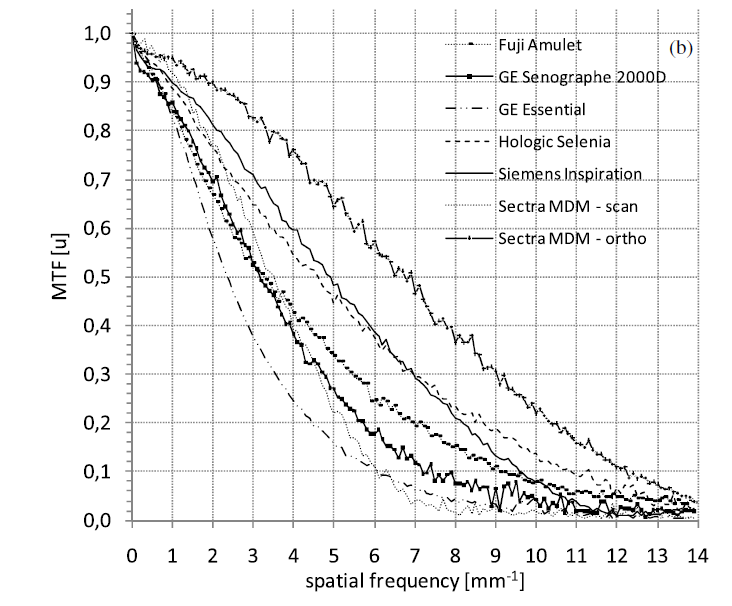 (b)
Fuji Amulet
GE Senographe 2000D
GE Essential
Hologic Selenia
Siemens Inspiration
Sectra MDM - scan
Sectra MDM - ortho
MTF [u]
1,0
0,9
0,8
0,7
0,6
0,5
0,4
0,3
0,2
0,1
0,0
0 1 2 3 4 5 6 7 8 9 10 11 12 13 14
spatial frequency [mm⁻¹]